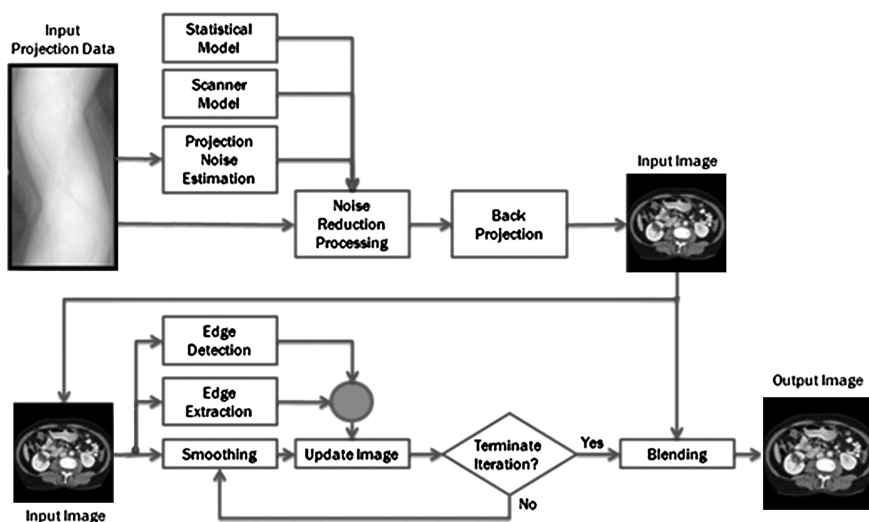 Input
Projection Data
Statistical
Model
Scanner
Model
Projection
Noise
Estimation
Noise
Reduction
Processing
Back
Projection
Input Image
Edge
Detection
Edge
Extraction
Smoothing
Update Image
Terminate
Iteration?
Yes
No
Blending
Output Image
Input Image